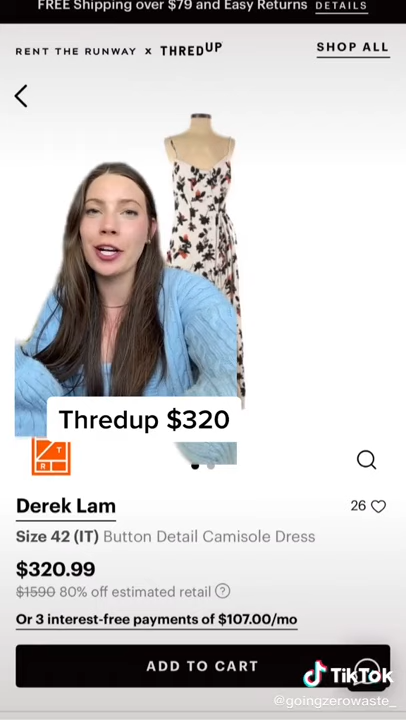 FREE Shipping over $79 and Easy Returns DETAILS
RENT THE RUNWAY x THREDUP
SHOP ALL
Thredup $320
T
R
Derek Lam
26
Size 42 (IT) Button Detail Camisole Dress
$320.99
$1590 80% off estimated retail ?
Or 3 interest-free payments of $107.00/mo
ADD TO CART
TikTok
@goingzerowaste_